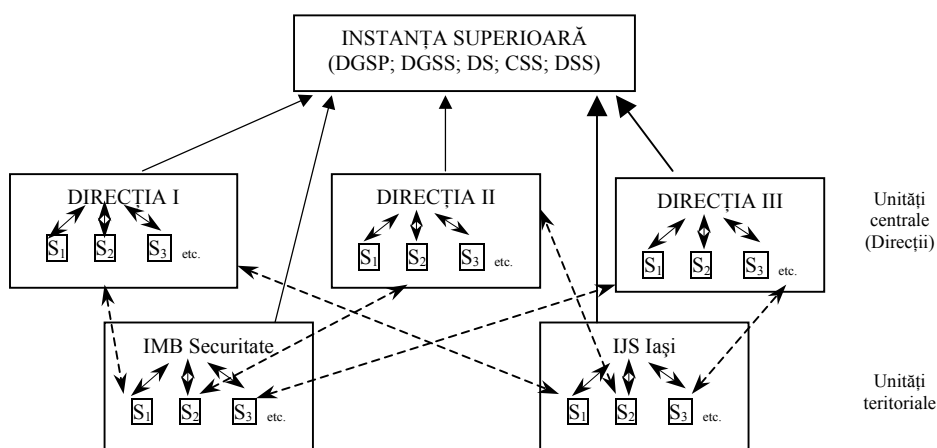 INSTANȚA SUPERIOARĂ
(DGSP; DGSS; DS; CSS; DSS)
DIRECȚIA I
S1 S2 S3 etc.
DIRECȚIA II
S1 S2 S3 etc.
DIRECȚIA III
S1 S2 S3 etc.
Unități
centrale
(Direcții)
IMB Securitate
S1 S2 S3 etc.
IJS Iași
S1 S2 S3 etc.
Unități
teritoriale